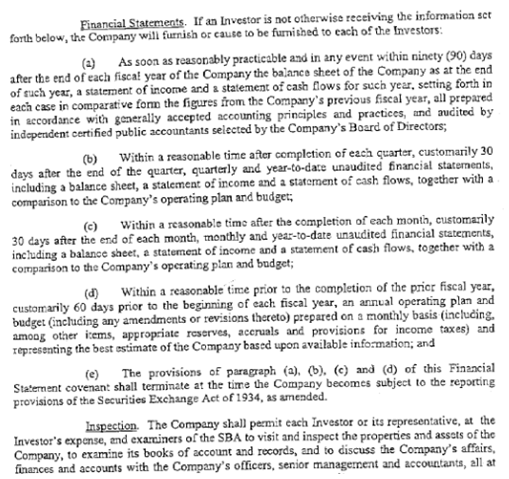 Financial Statements. If an Investor is not otherwise receiving the information set
forth below, the Company will furnish or cause to be furnished to each of the Investors:
(a) As soon as reasonably practicable and in any event within ninety (90) days
after the end of each fiscal year of the Company the balance sheet of the Company as at the end
of such year, a statement of income and a statement of cash flows for such year, setting forth in
each case in comparative form the figures from the Company's previous fiscal year, all prepared
in accordance with generally accepted accounting principles and practices, and audited by
independent certified public accountants selected by the Company's Board of Directors;
(b) Within a reasonable time after completion of each quarter, customarily 30
days after the end of the quarter, quarterly and year-to-date unaudited financial statements,
including a balance sheet, a statement of income and a statement of cash flows, together with a
comparison to the Company's operating plan and budget;
(c) Within a reasonable time after the completion of each month, customarily
30 days after the end of each month, monthly and year-to-date unaudited financial statements,
including a balance sheet, a statement of income and a statement of cash flows, together with a
comparison to the Company's operating plan and budget;
(d) Within a reasonable time prior to the completion of the prior fiscal year,
customarily 60 days prior to the beginning of each fiscal year, an annual operating plan and
budget (including any amendments or revisions thereto) prepared on a monthly basis (including,
among other items, appropriate reserves, accruals and provisions for income taxes) and
representing the best estimate of the Company based upon available information; and
(e) The provisions of paragraph (a), (b), (c) and (d) of this Financial
Statement covenant shall terminate at the time the Company becomes subject to the reporting
provisions of the Securities Exchange Act of 1934, as amended.
Inspection. The Company shall permit each Investor or its representative, at the
Investor's expense, and examiners of the SBA to visit and inspect the properties and assets of the
Company, to examine its books of account and records, and to discuss the Company's affairs,
finances and accounts with the Company's officers, senior management and accountants, all at